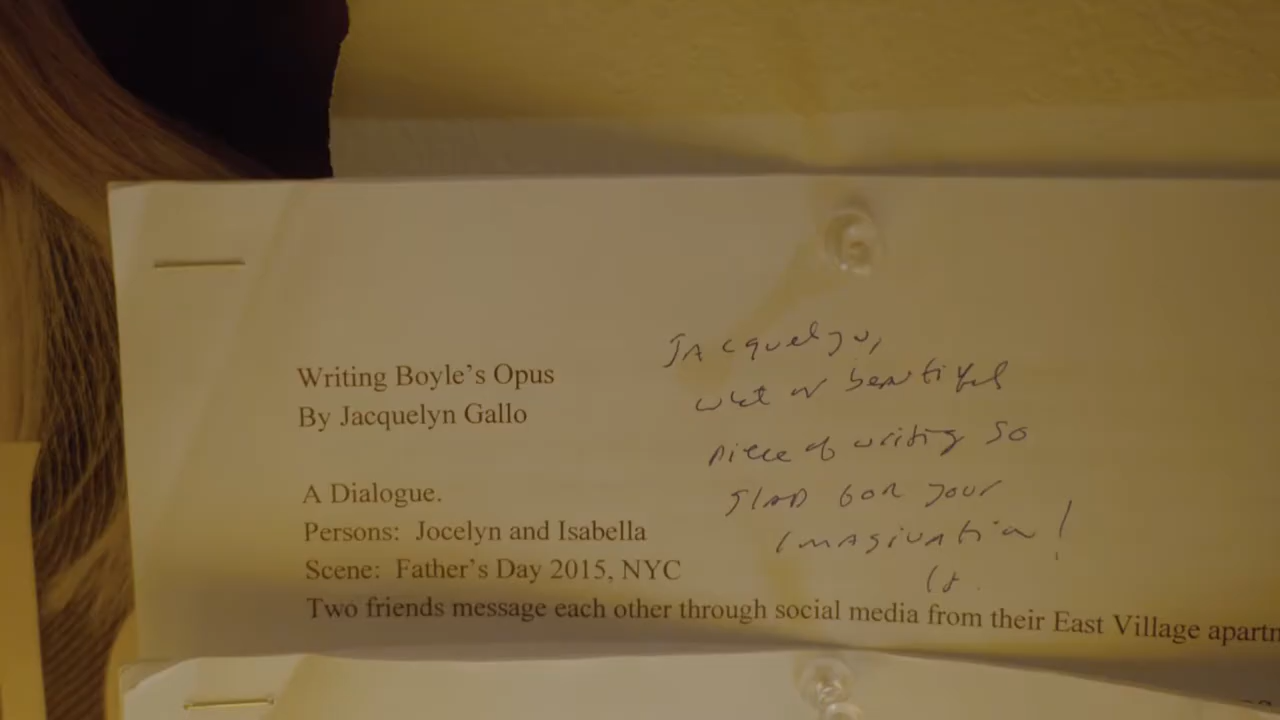 Writing Boyle's Opus
By Jacquelyn Gallo
Jacquelyn,
beautiful
piece of writing so
glad for your
imagination!
A Dialogue.
Persons: Jocelyn and Isabella
Scene: Father's Day 2015, NYC
Two friends message each other through social media from their East Village apartm